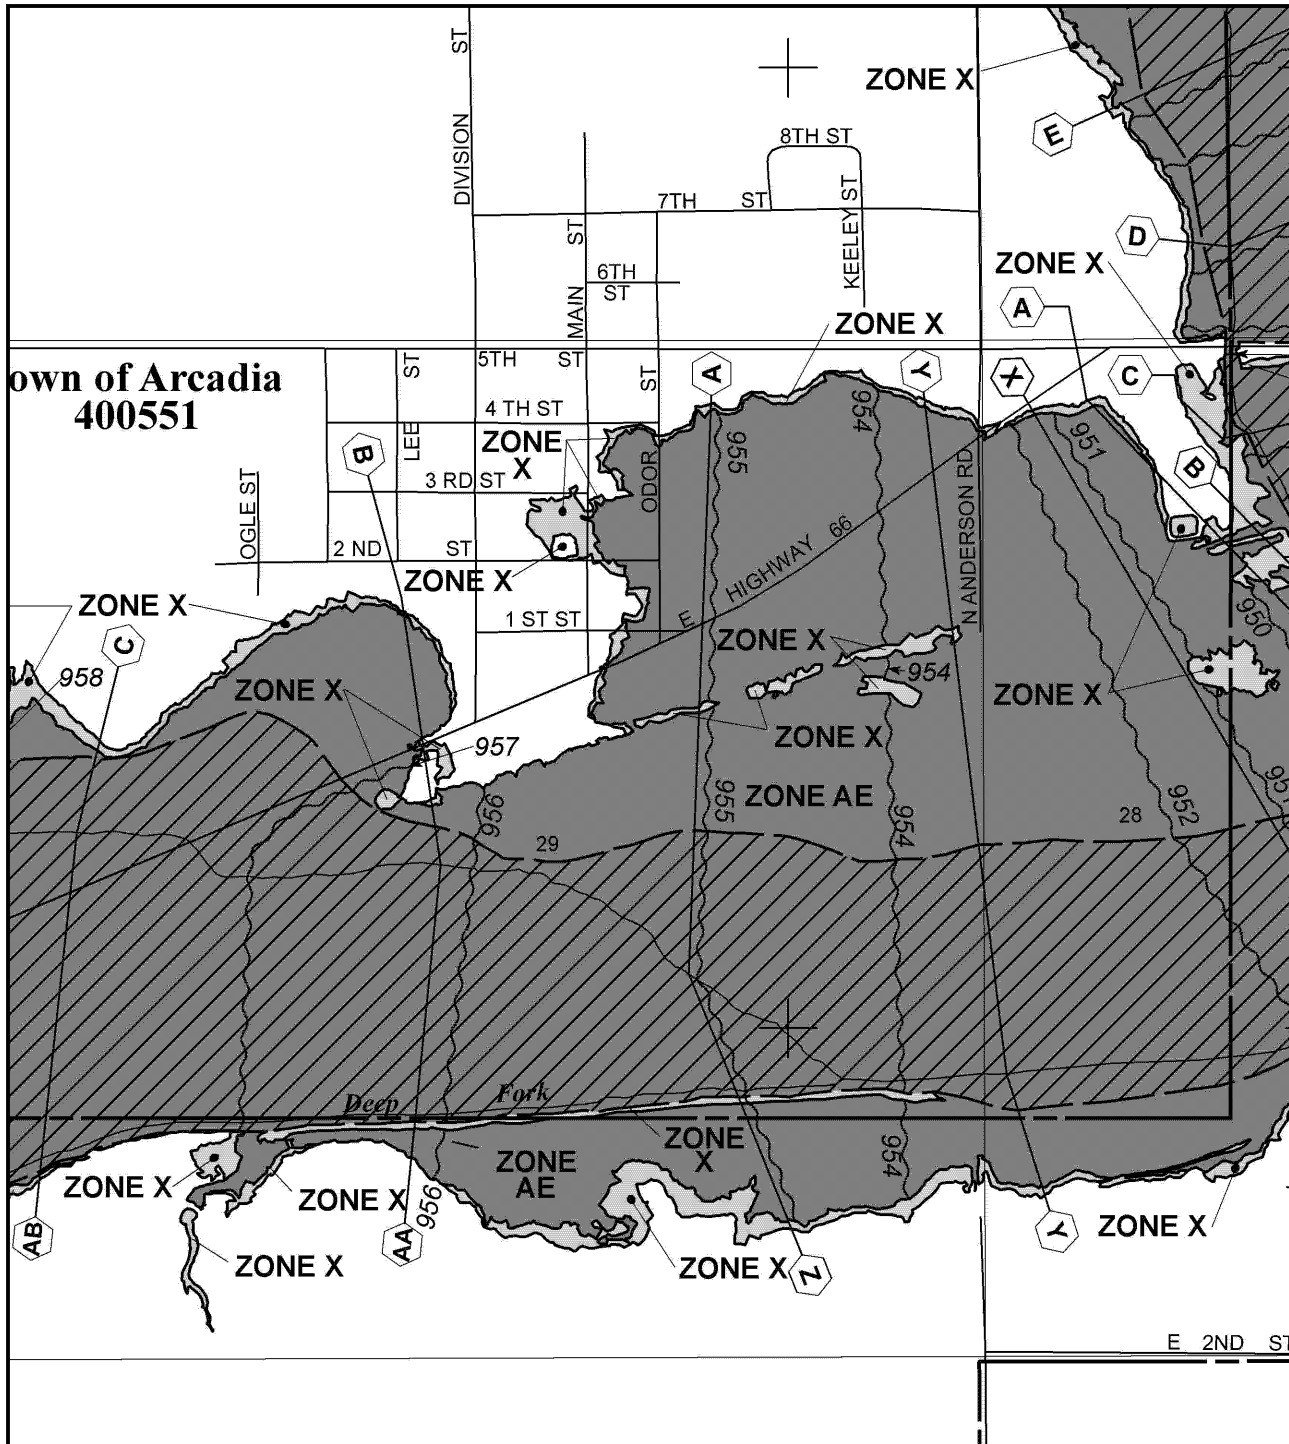 ST
ZONE X
DIVISION
E
8TH ST
7TH ST
KEELEY ST
ST
D
6TH
ST
ZONE X
MAIN
A
ZONE X
own of Arcadia
400551
LEE
ST
5TH ST
ST
A
Y
X
C
4 TH ST
954
951
B
ZONE
X
955
ODOR
N ANDERSON RD
B
3 RD ST
OGLE ST
2 ND ST
HIGHWAY 66
E
ZONE X
ZONE X
1 ST ST
950
C
ZONE X
958
954
ZONE X
ZONE X
957
ZONE X
956
955
ZONE AE
954
952
951
29
28
Deep Fork
ZONE
X
ZONE
AE
954
ZONE X
ZONE X
956
AB
AA
ZONE X
ZONE X
Z
Y
ZONE X
E 2ND ST